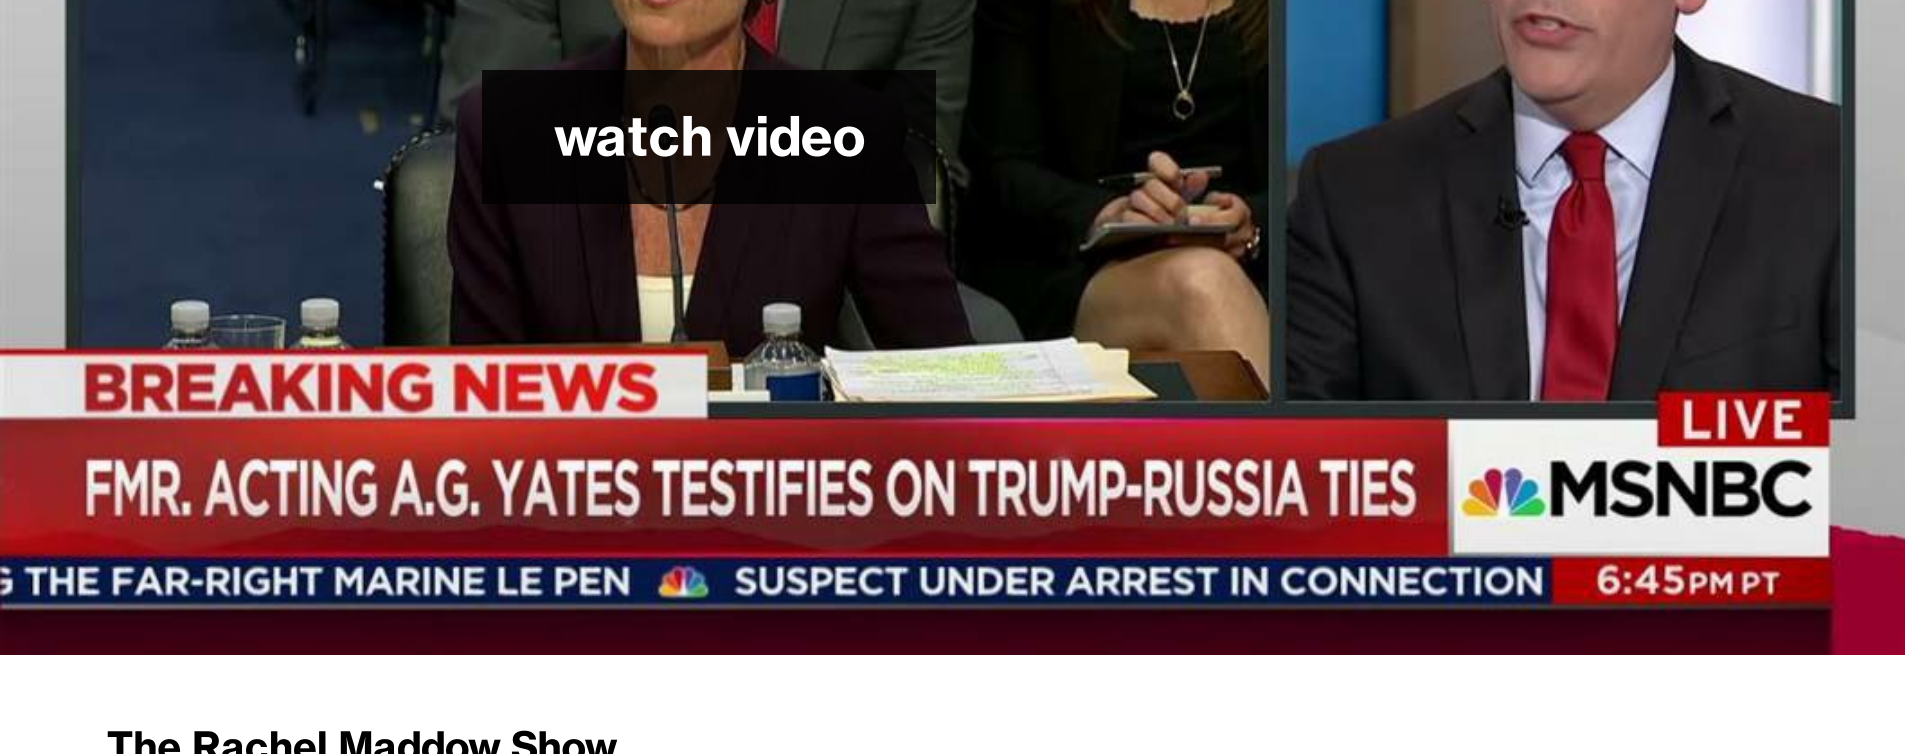 watch video
BREAKING NEWS
LIVE
FMR. ACTING A.G. YATES TESTIFIES ON TRUMP-RUSSIA TIES
MSNBC
THE FAR-RIGHT MARINE LE PEN SUSPECT UNDER ARREST IN CONNECTION
6:45PM PT
The Rachel Maddow Show